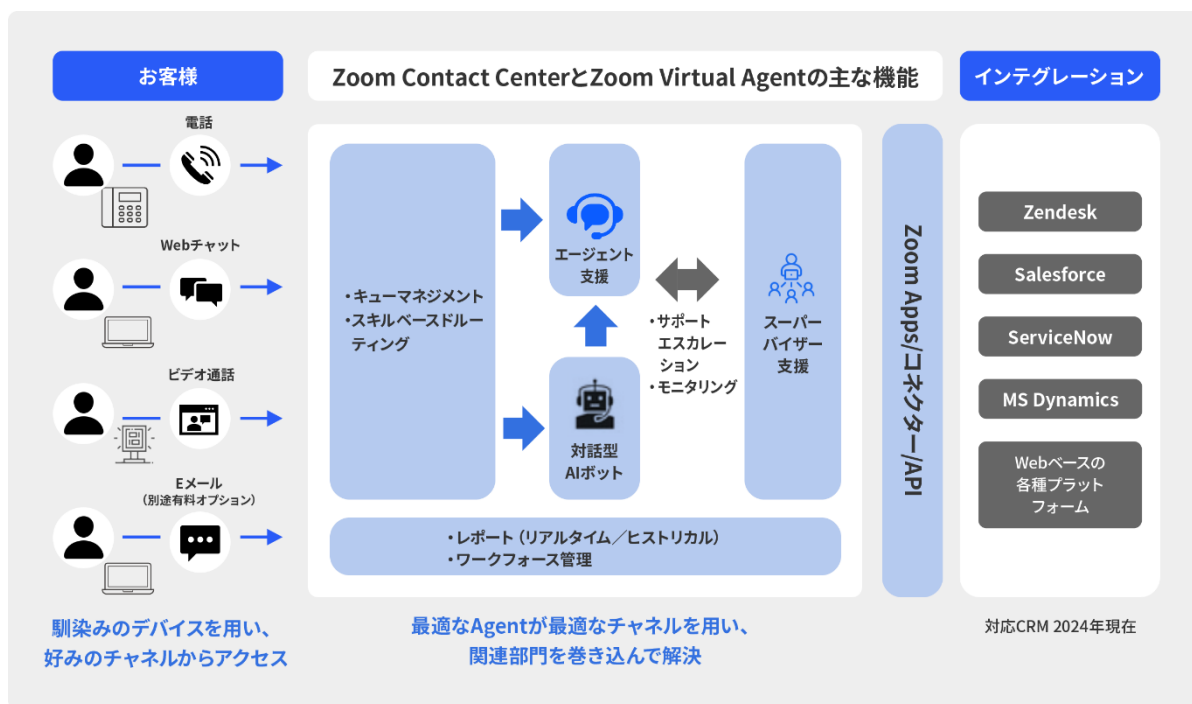 お客様
Zoom Contact CenterとZoom Virtual Agentの主な機能
インテグレーション
電話
Webチャット
ビデオ通話
Eメール
（別途有料オプション）
馴染みのデバイスを用い、
好みのチャネルからアクセス
・キューマネジメント
・スキルベースドルー
ティング
エージェント
支援
対話型
AIボット
・サポート
エスカレー
ション
・モニタリング
スーパー
バイザー
支援
・レポート（リアルタイム／ヒストリカル）
・ワークフォース管理
最適なAgentが最適なチャネルを用い、
関連部門を巻き込んで解決
Zoom Apps/コネクター/API
Zendesk
Salesforce
ServiceNow
MS Dynamics
Webベースの
各種プラット
フォーム
対応CRM 2024年現在